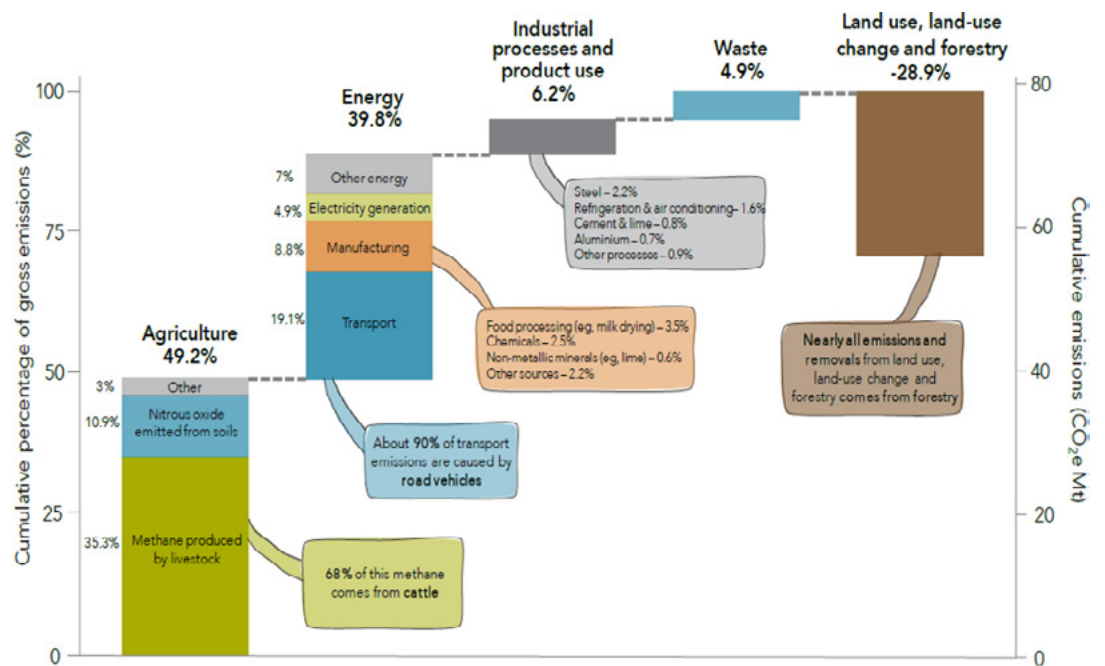 Cumulative percentage of gross emissions (%)
100
75
50
25
0
Agriculture
49.2%
3%
Other
10.9%
Nitrous oxide
emitted from soils
35.3%
Methane produced
by livestock
68% of this methane
comes from cattle
Energy
39.8%
7%
Other energy
4.9%
Electricity generation
8.8%
Manufacturing
19.1%
Transport
About 90% of transport
emissions are caused by
road vehicles
Food processing (eg, milk drying) – 3.5%
Chemicals – 2.5%
Non-metallic minerals (eg, lime) – 0.6%
Other sources – 2.2%
Industrial
processes and
product use
6.2%
Steel – 2.2%
Refrigeration & air conditioning– 1.6%
Cement & lime – 0.8%
Aluminium – 0.7%
Other processes – 0.9%
Waste
4.9%
Land use, land-use
change and forestry
-28.9%
Nearly all emissions and
removals from land use,
land-use change and
forestry comes from forestry
80
60
40
20
0
Cumulative emissions (CO₂e Mt)